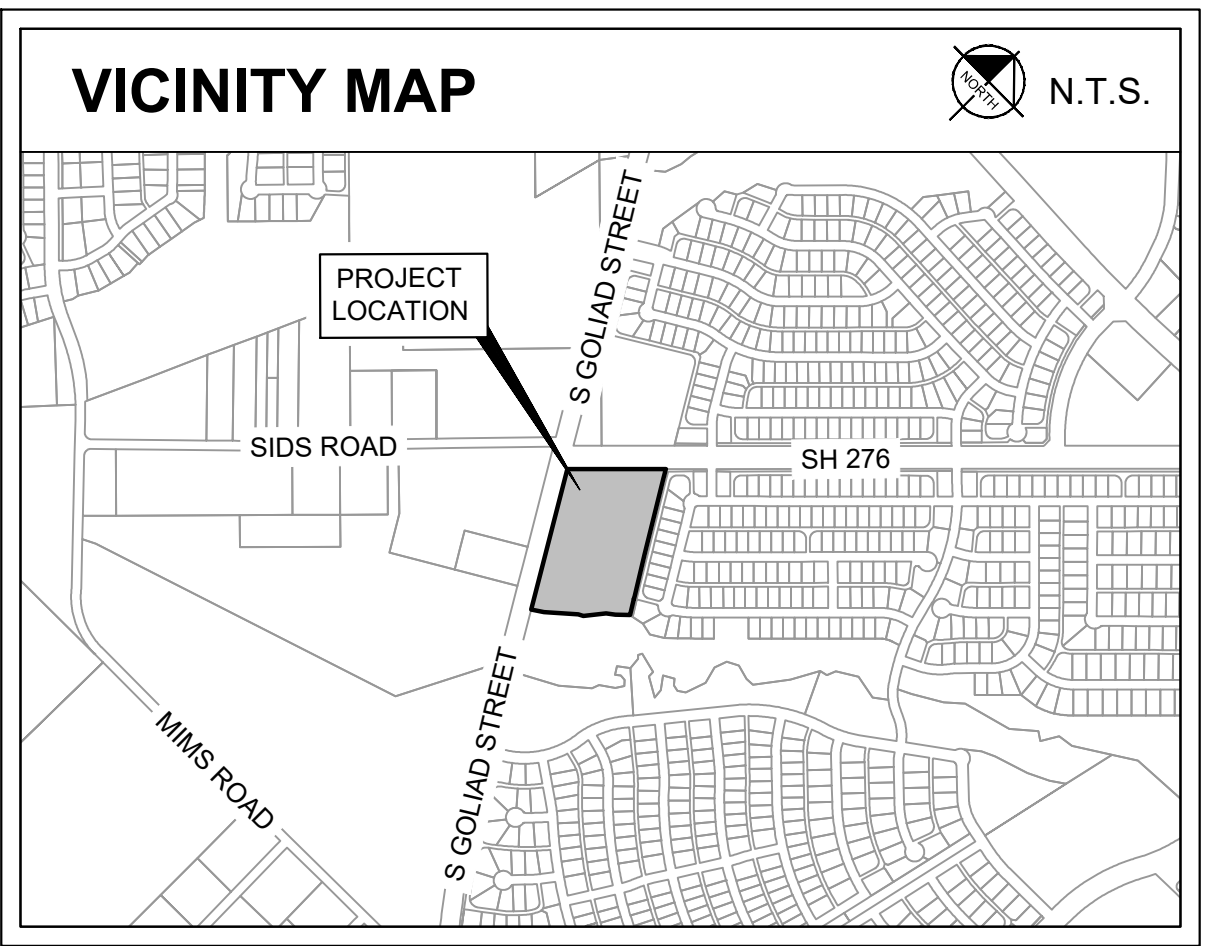 VICINITY MAP
NORTH
N.T.S.
PROJECT
LOCATION
S GOLIAD STREET
SIDS ROAD
SH 276
S GOLIAD STREET
MIMS ROAD